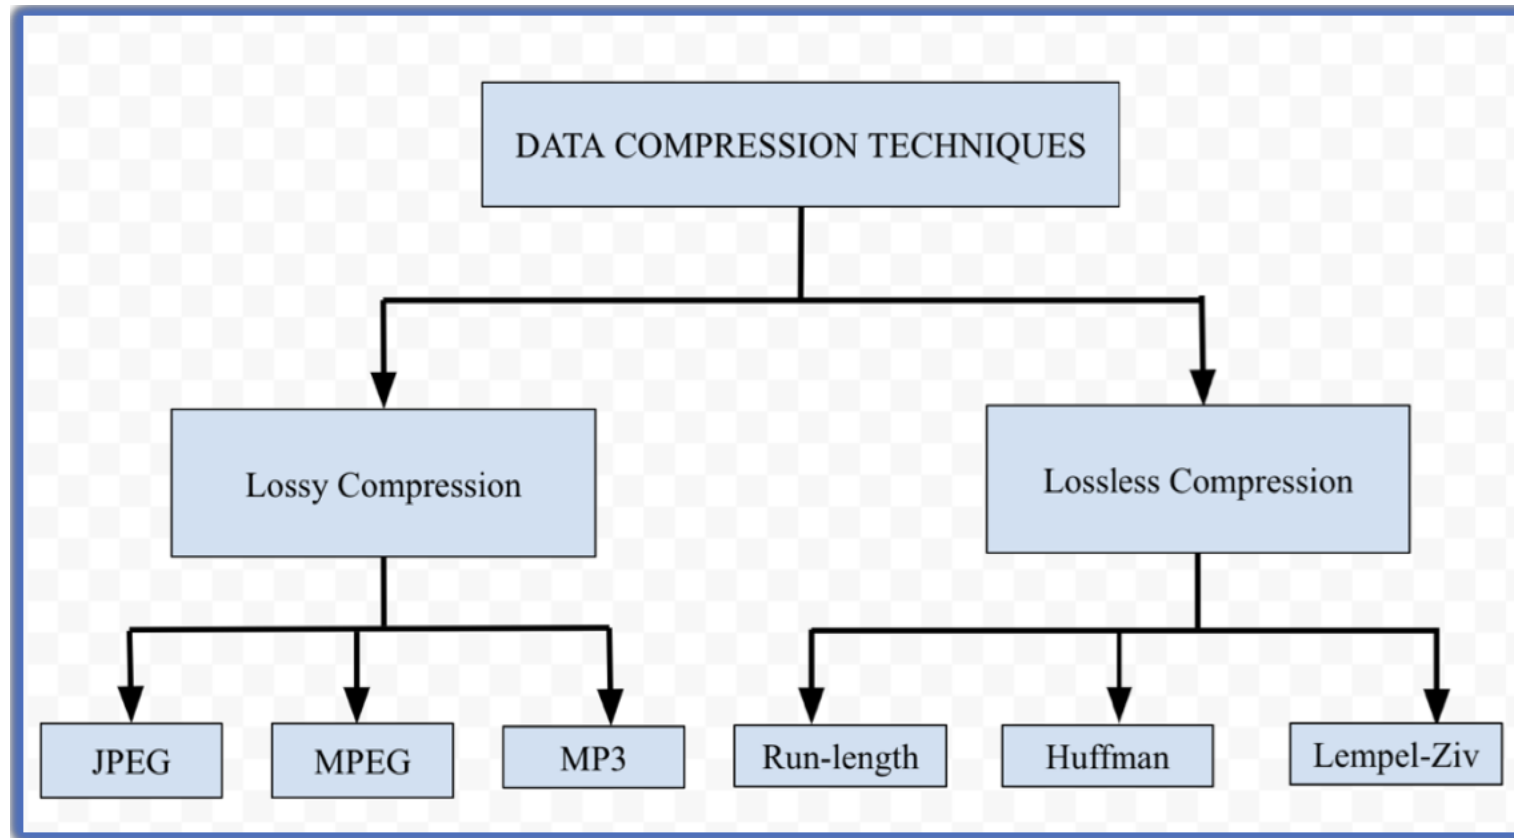 DATA COMPRESSION TECHNIQUES
Lossy Compression
Lossless Compression
JPEG
MPEG
MP3
Run-length
Huffman
Lempel-Ziv